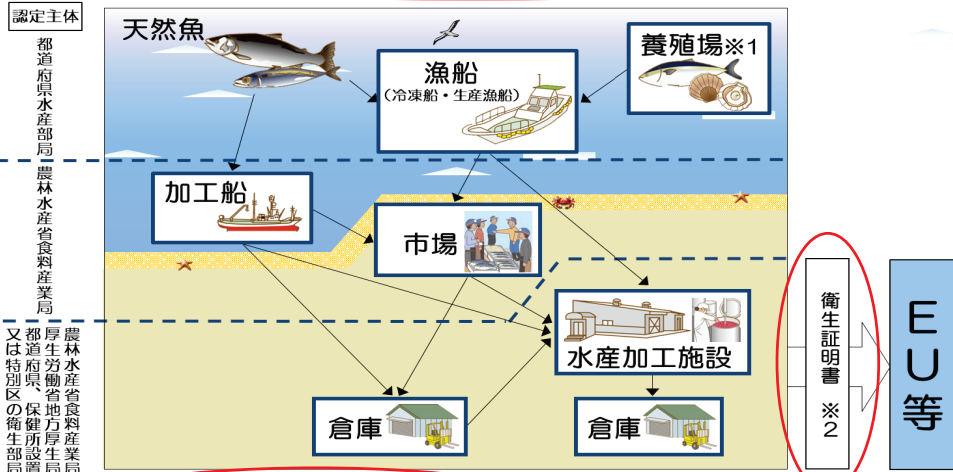 認定主体
都道府県水産部局
農林水産省食料産業局
農林水産省食料産業局
厚生労働省地方厚生局
都道府県、保健所設置
又は特別区の衛生部局
天然魚
漁船
（冷凍船・生産漁船）
養殖場※1
加工船
市場
水産加工施設
倉庫
倉庫
衛生証明書 ※2
EU等